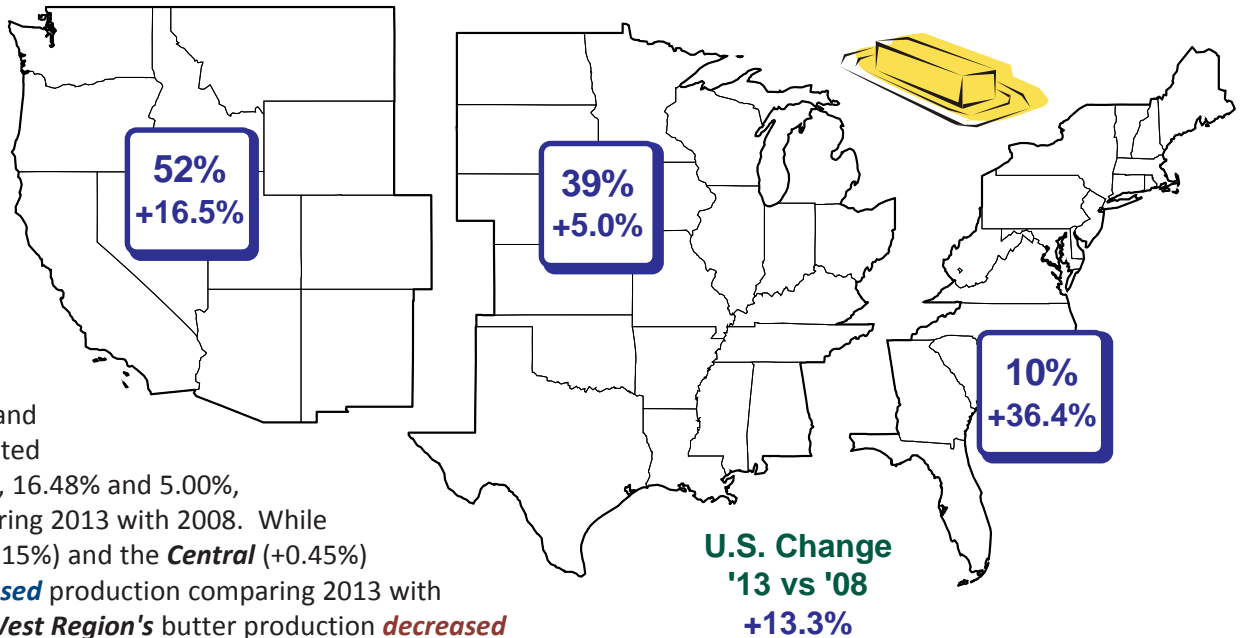 52%
+16.5%
39%
+5.0%
10%
+36.4%
and
ted
, 16.48% and 5.00%,
ring 2013 with 2008. While
15%) and the Central (+0.45%)
sed production comparing 2013 with
West Region's butter production decreased
U.S. Change
'13 vs '08
+13.3%